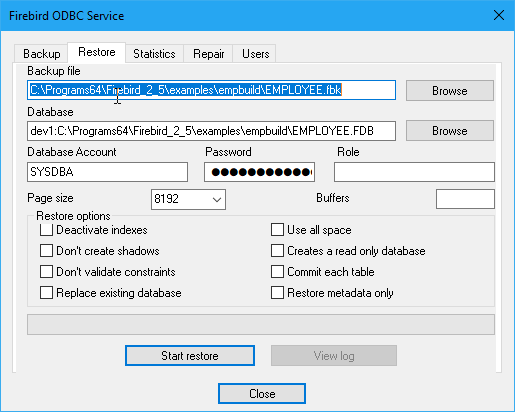 Firebird ODBC Service
Backup Restore Statistics Repair Users
Backup file
C:\Programs64\Firebird_2_5\examples\empbuild\EMPLOYEE.fbk Browse
Database
dev1:C:\Programs64\Firebird_2_5\examples\empbuild\EMPLOYEE.FDB Browse
Database Account Password Role
SYSDBA ●●●●●●●●●●●●
Page size 8192 Buffers
Restore options
Deactivate indexes Use all space
Don't create shadows Creates a read only database
Don't validate constraints Commit each table
Replace existing database Restore metadata only
Start restore View log
Close